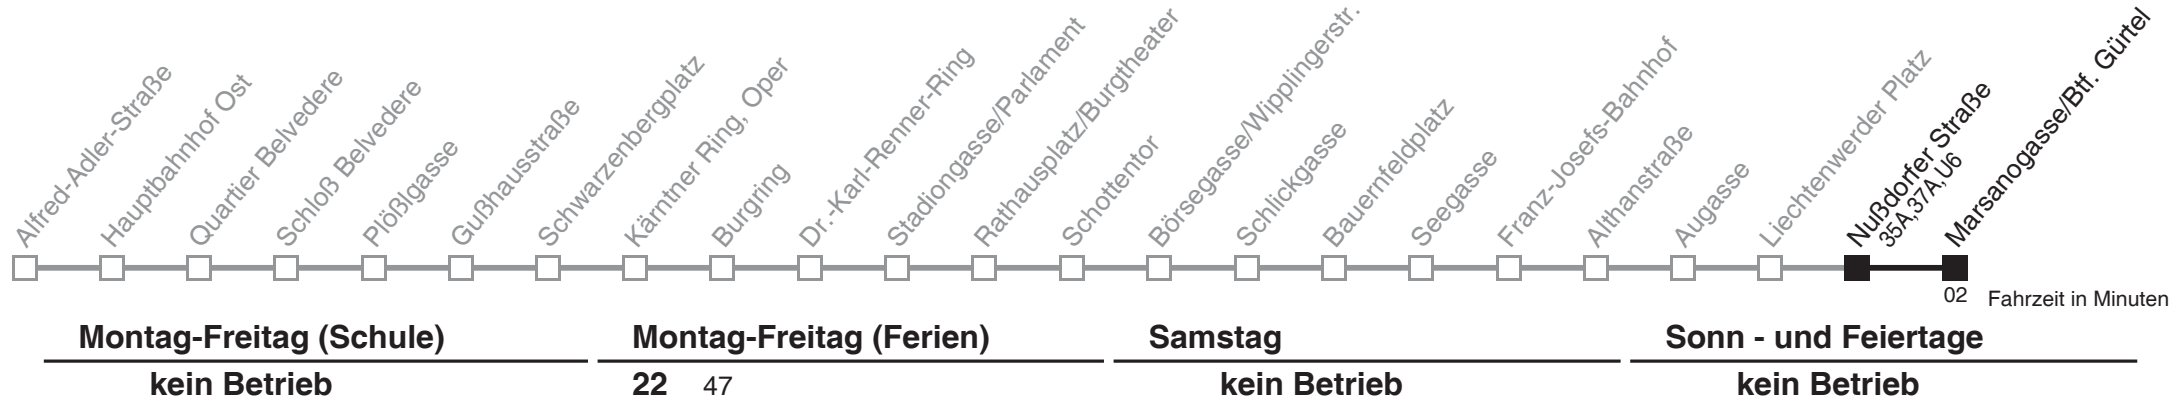 Alfred-Adler-Straße
Hauptbahnhof Ost
Quartier Belvedere
Schloß Belvedere
Plößlgasse
Gußhausstraße
Schwarzenbergplatz
Kärntner Ring, Oper
Burgring
Dr.-Karl-Renner-Ring
Stadiongasse/Parlament
Rathausplatz/Burgtheater
Schottentor
Börsegasse/Wipplingerstr.
Schlickgasse
Bauernfeldplatz
Seegasse
Franz-Josefs-Bahnhof
Althanstraße
Augasse
Liechtenwerder Platz
Nußdorfer Straße
35A,37A,U6
Marsanogasse/Btf. Gürtel
02 Fahrzeit in Minuten
Montag-Freitag (Schule) Montag-Freitag (Ferien) Samstag Sonn - und Feiertage
kein Betrieb 22 47 kein Betrieb kein Betrieb